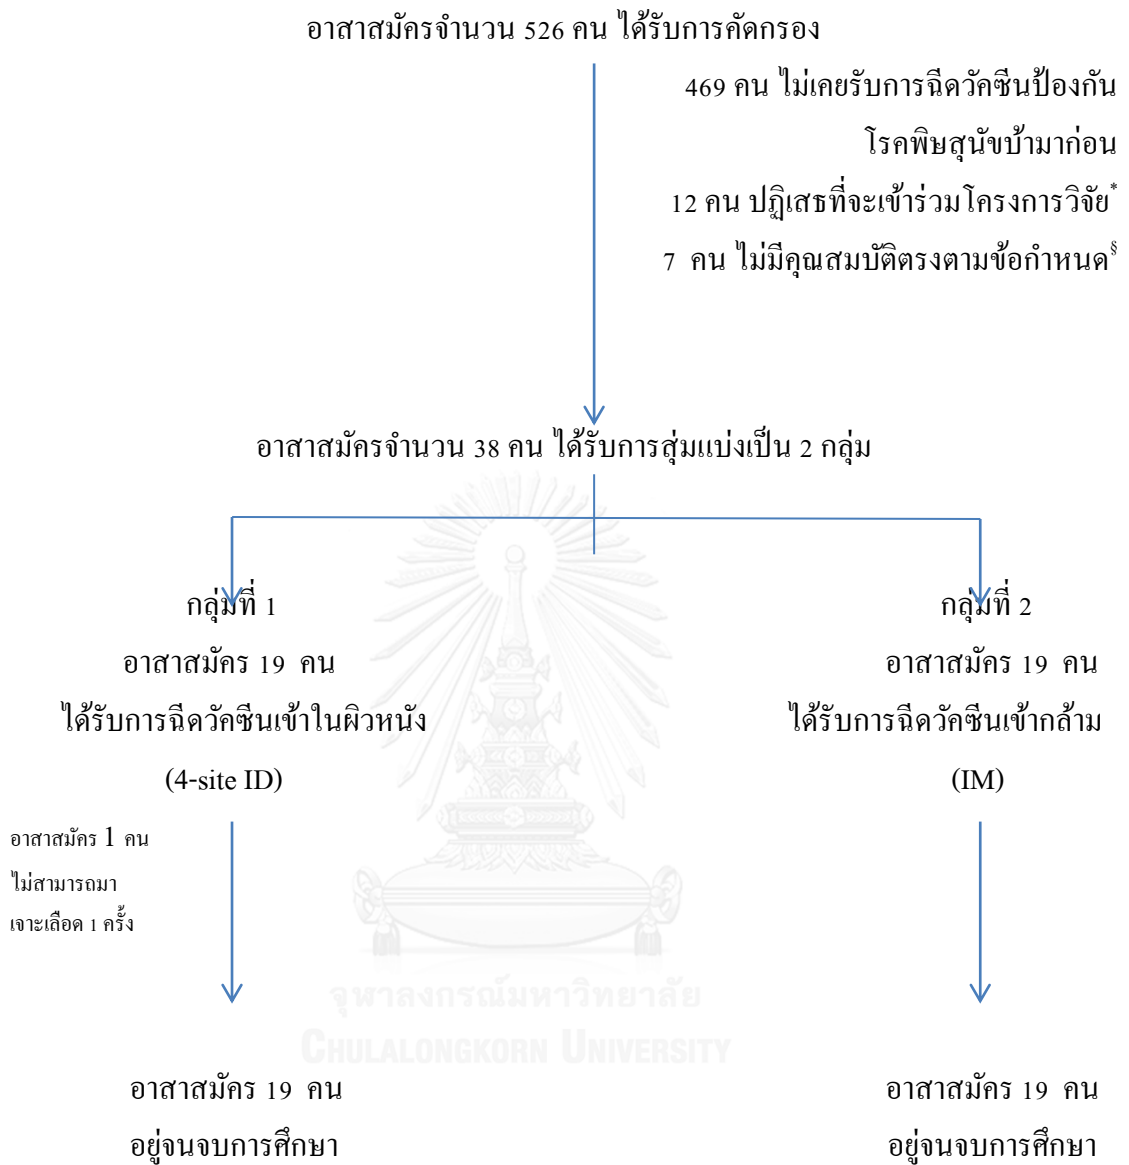 อาสาสมัครจำนวน 526 คน ได้รับการคัดกรอง
469 คน ไม่เคยรับการฉีดวัคซีนป้องกัน
โรคพิษสุนัขบ้ามาก่อน
12 คน ปฏิเสธที่จะเข้าร่วมโครงการวิจัย*
7 คน ไม่มีคุณสมบัติตรงตามข้อกำหนด§
อาสาสมัครจำนวน 38 คน ได้รับการสุ่มแบ่งเป็น 2 กลุ่ม
กลุ่มที่ 1
อาสาสมัคร 19 คน
ได้รับการฉีดวัคซีนเข้าในผิวหนัง
(4-site ID)
กลุ่มที่ 2
อาสาสมัคร 19 คน
ได้รับการฉีดวัคซีนเข้ากล้าม
(IM)
อาสาสมัคร 1 คน
ไม่สามารถมา
เจาะเลือด 1 ครั้ง
จุฬาลงกรณ์มหาวิทยาลัย
CHULALONGKORN UNIVERSITY
อาสาสมัคร 19 คน
อยู่จนจบการศึกษา
อาสาสมัคร 19 คน
อยู่จนจบการศึกษา